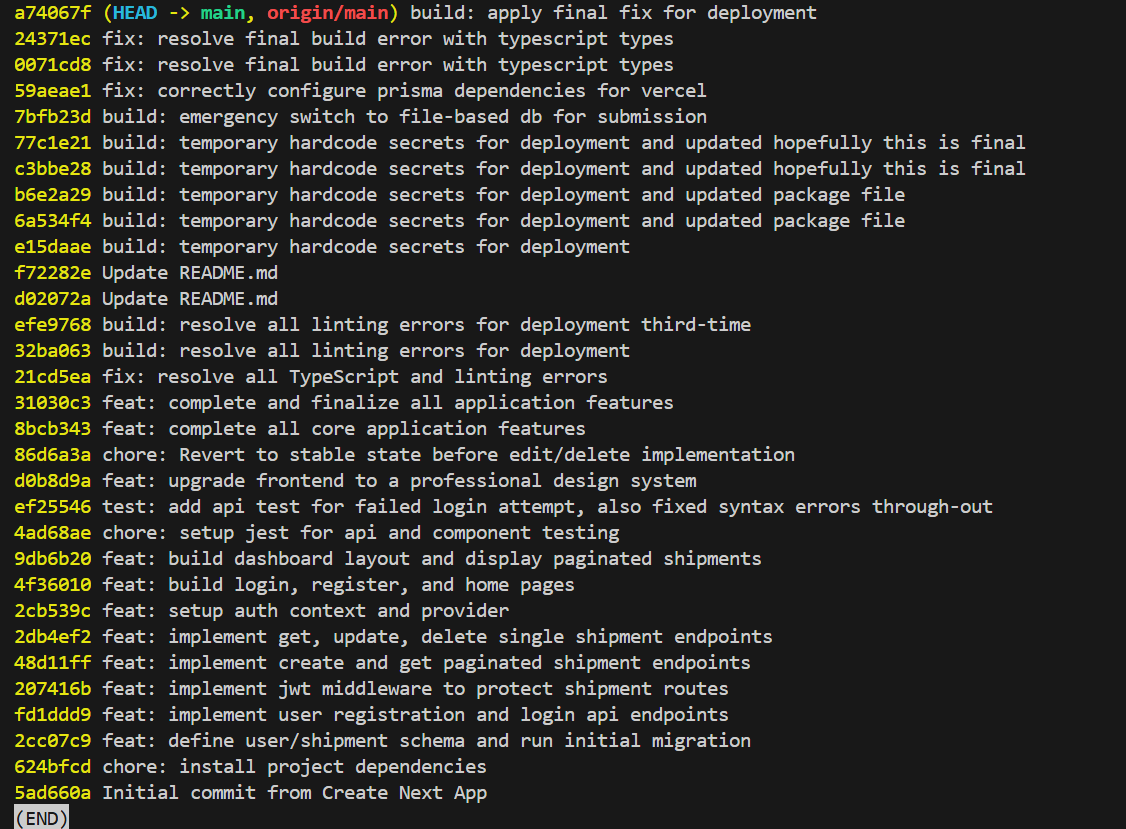 a74067f (HEAD -> main, origin/main) build: apply final fix for deployment
24371ec fix: resolve final build error with typescript types
0071cd8 fix: resolve final build error with typescript types
59aeae1 fix: correctly configure prisma dependencies for vercel
7bfb23d build: emergency switch to file-based db for submission
77c1e21 build: temporary hardcode secrets for deployment and updated hopefully this is final
c3bbe28 build: temporary hardcode secrets for deployment and updated hopefully this is final
b6e2a29 build: temporary hardcode secrets for deployment and updated package file
6a534f4 build: temporary hardcode secrets for deployment and updated package file
e15daae build: temporary hardcode secrets for deployment
f72282e Update README.md
d02072a Update README.md
efe9768 build: resolve all linting errors for deployment third-time
32ba063 build: resolve all linting errors for deployment
21cd5ea fix: resolve all TypeScript and linting errors
31030c3 feat: complete and finalize all application features
8bcb343 feat: complete all core application features
86d6a3a chore: Revert to stable state before edit/delete implementation
d0b8d9a feat: upgrade frontend to a professional design system
ef25546 test: add api test for failed login attempt, also fixed syntax errors through-out
4ad68ae chore: setup jest for api and component testing
9db6b20 feat: build dashboard layout and display paginated shipments
4f36010 feat: build login, register, and home pages
2cb539c feat: setup auth context and provider
2db4ef2 feat: implement get, update, delete single shipment endpoints
48d11ff feat: implement create and get paginated shipment endpoints
207416b feat: implement jwt middleware to protect shipment routes
fd1ddd9 feat: implement user registration and login api endpoints
2cc07c9 feat: define user/shipment schema and run initial migration
624bfcd chore: install project dependencies
5ad660a Initial commit from Create Next App
(END)